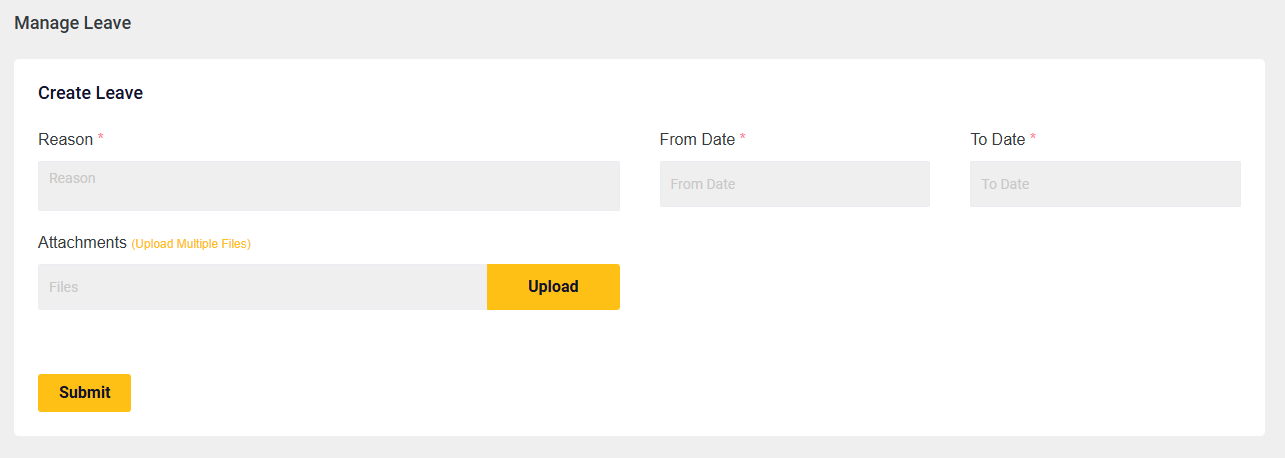 Manage Leave
Create Leave
Reason *
From Date *
To Date *
Reason
From Date
To Date
Attachments (Upload Multiple Files)
Files
Upload
Submit